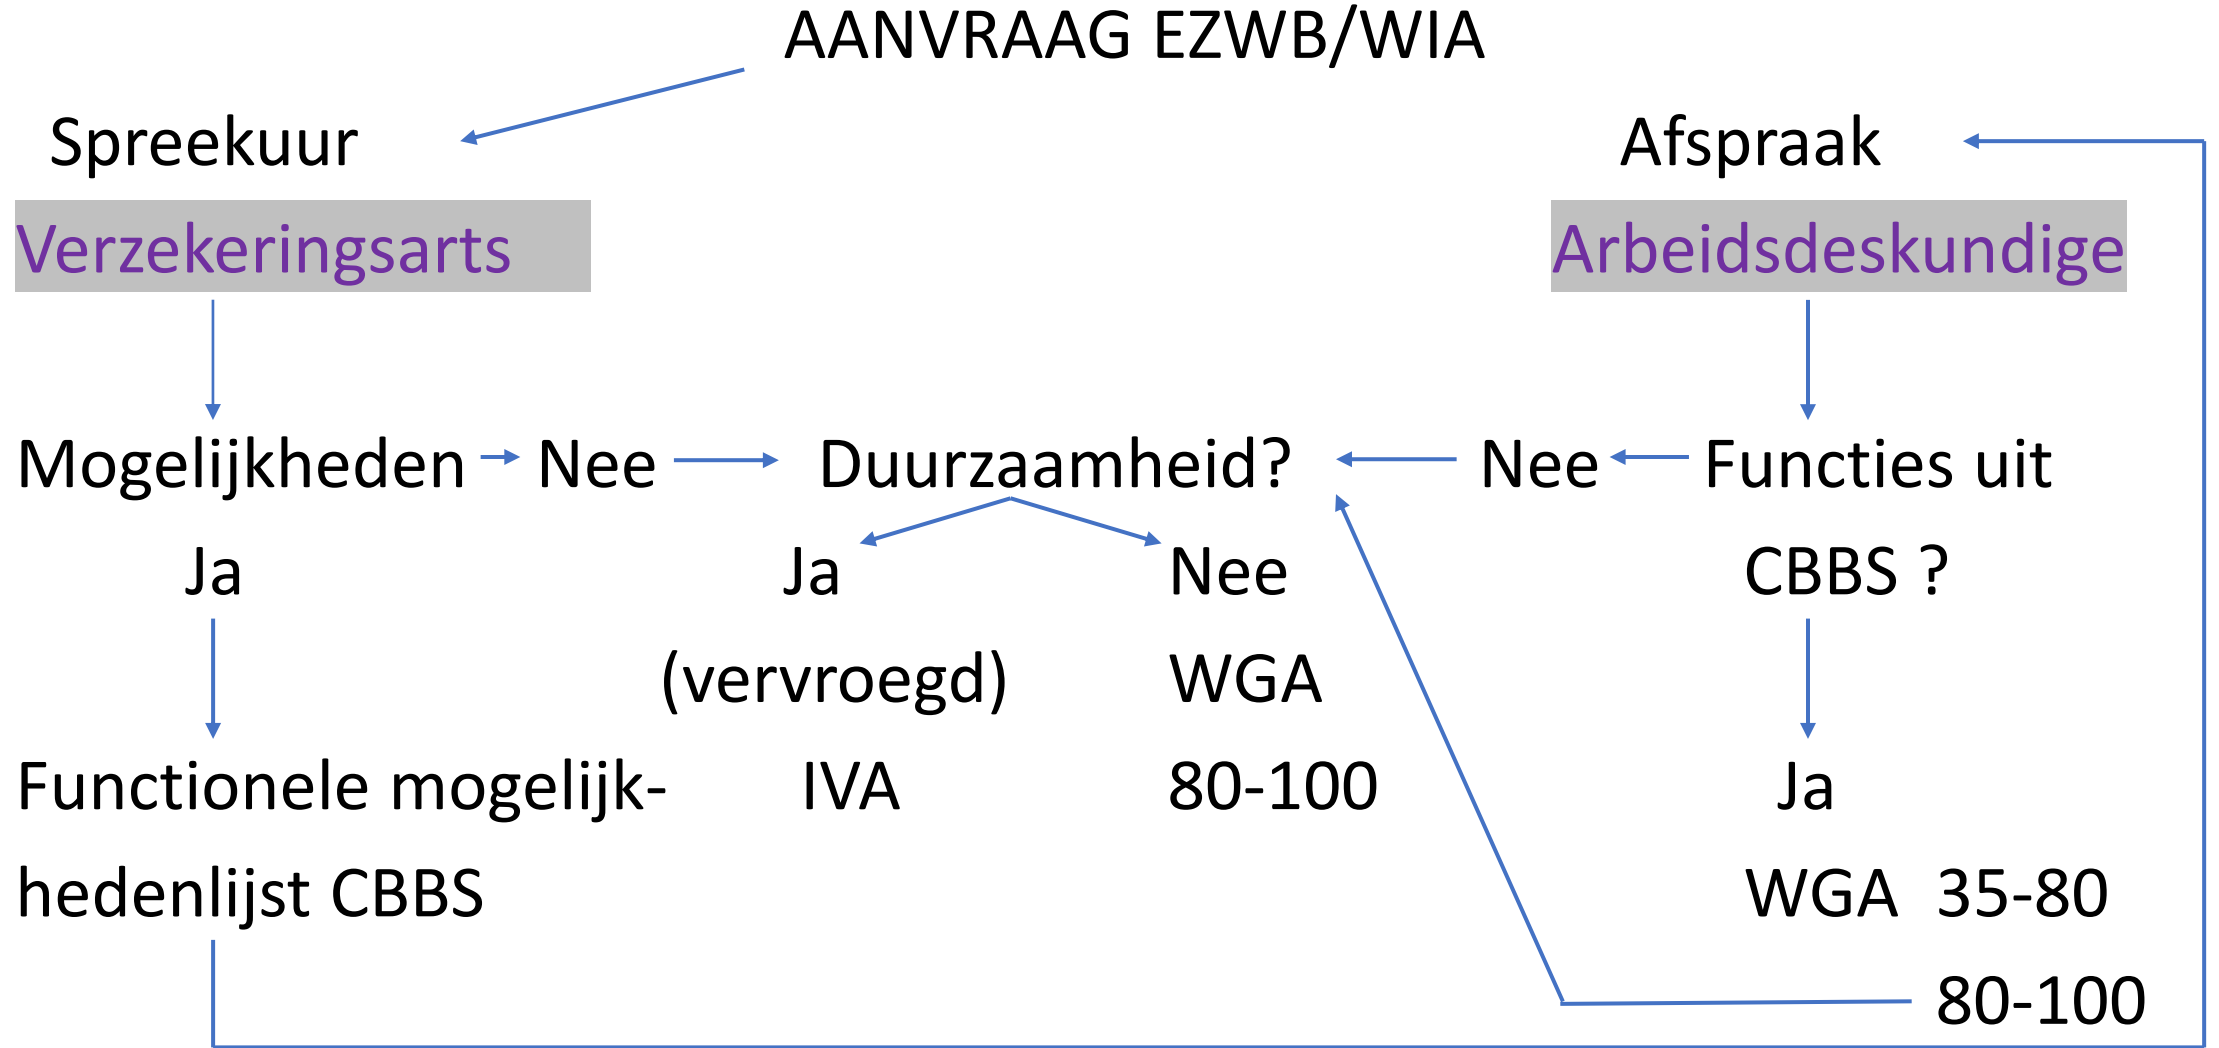 AANVRAAG EZWB/WIA
Spreekuur Afspraak
Verzekeringsarts Arbeidsdeskundige
Mogelijkheden Nee Duurzaamheid? Nee Functies uit
Ja Ja Nee CBBS ?
(vervroegd) WGA
Functionele mogelijk- IVA 80-100 Ja
hedenlijst CBBS WGA 35-80
80-100